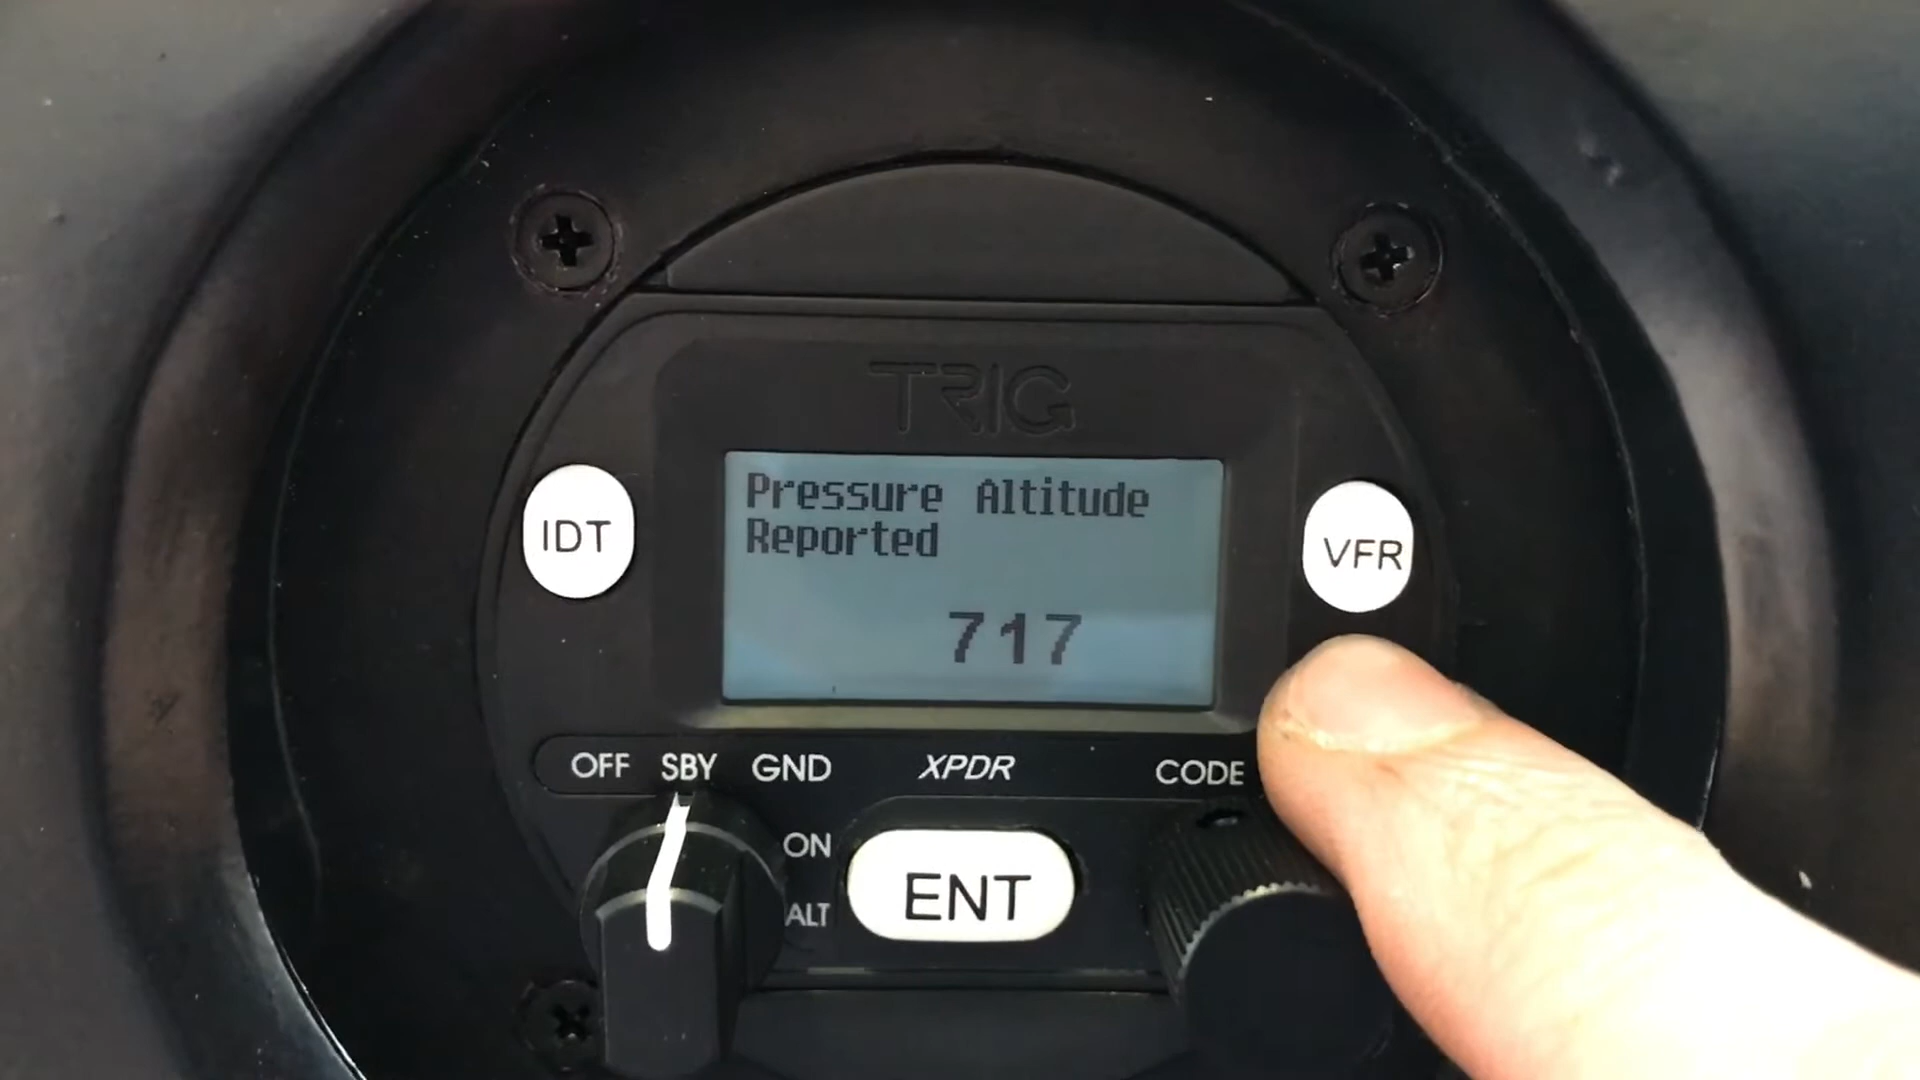 TRIG
Pressure Altitude
Reported
717
IDT
VFR
OFF SBY GND XPDR CODE
ON
ALT
ENT